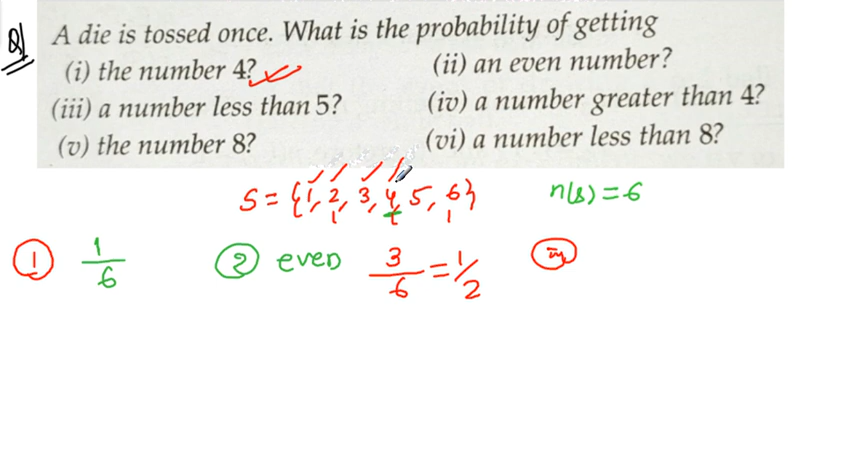 Q)
A die is tossed once. What is the probability of getting
(i) the number 4? (ii) an even number?
(iii) a number less than 5? (iv) a number greater than 4?
(v) the number 8? (vi) a number less than 8?
S = {1, 2, 3, 4, 5, 6} n(s) = 6
① 1/6 ② even 3/6 = 1/2 iii